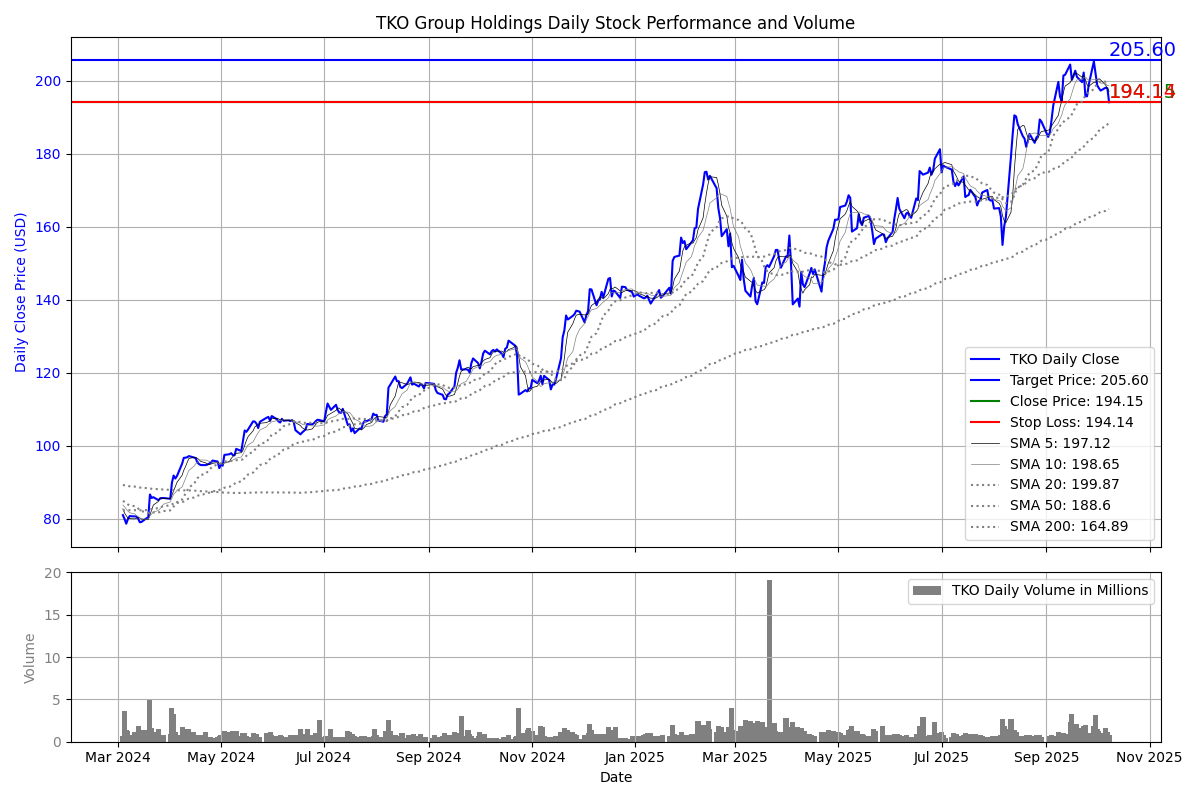 TKO Group Holdings Daily Stock Performance and Volume
205.60
200
194.14
180
160
140
120
100
80
Daily Close Price (USD)
TKO Daily Close
Target Price: 205.60
Close Price: 194.15
Stop Loss: 194.14
SMA 5: 197.12
SMA 10: 198.65
SMA 20: 199.87
SMA 50: 188.6
SMA 200: 164.89
20
15
10
5
0
Volume
TKO Daily Volume in Millions
Mar 2024 May 2024 Jul 2024 Sep 2024 Nov 2024 Jan 2025 Mar 2025 May 2025 Jul 2025 Sep 2025 Nov 2025
Date